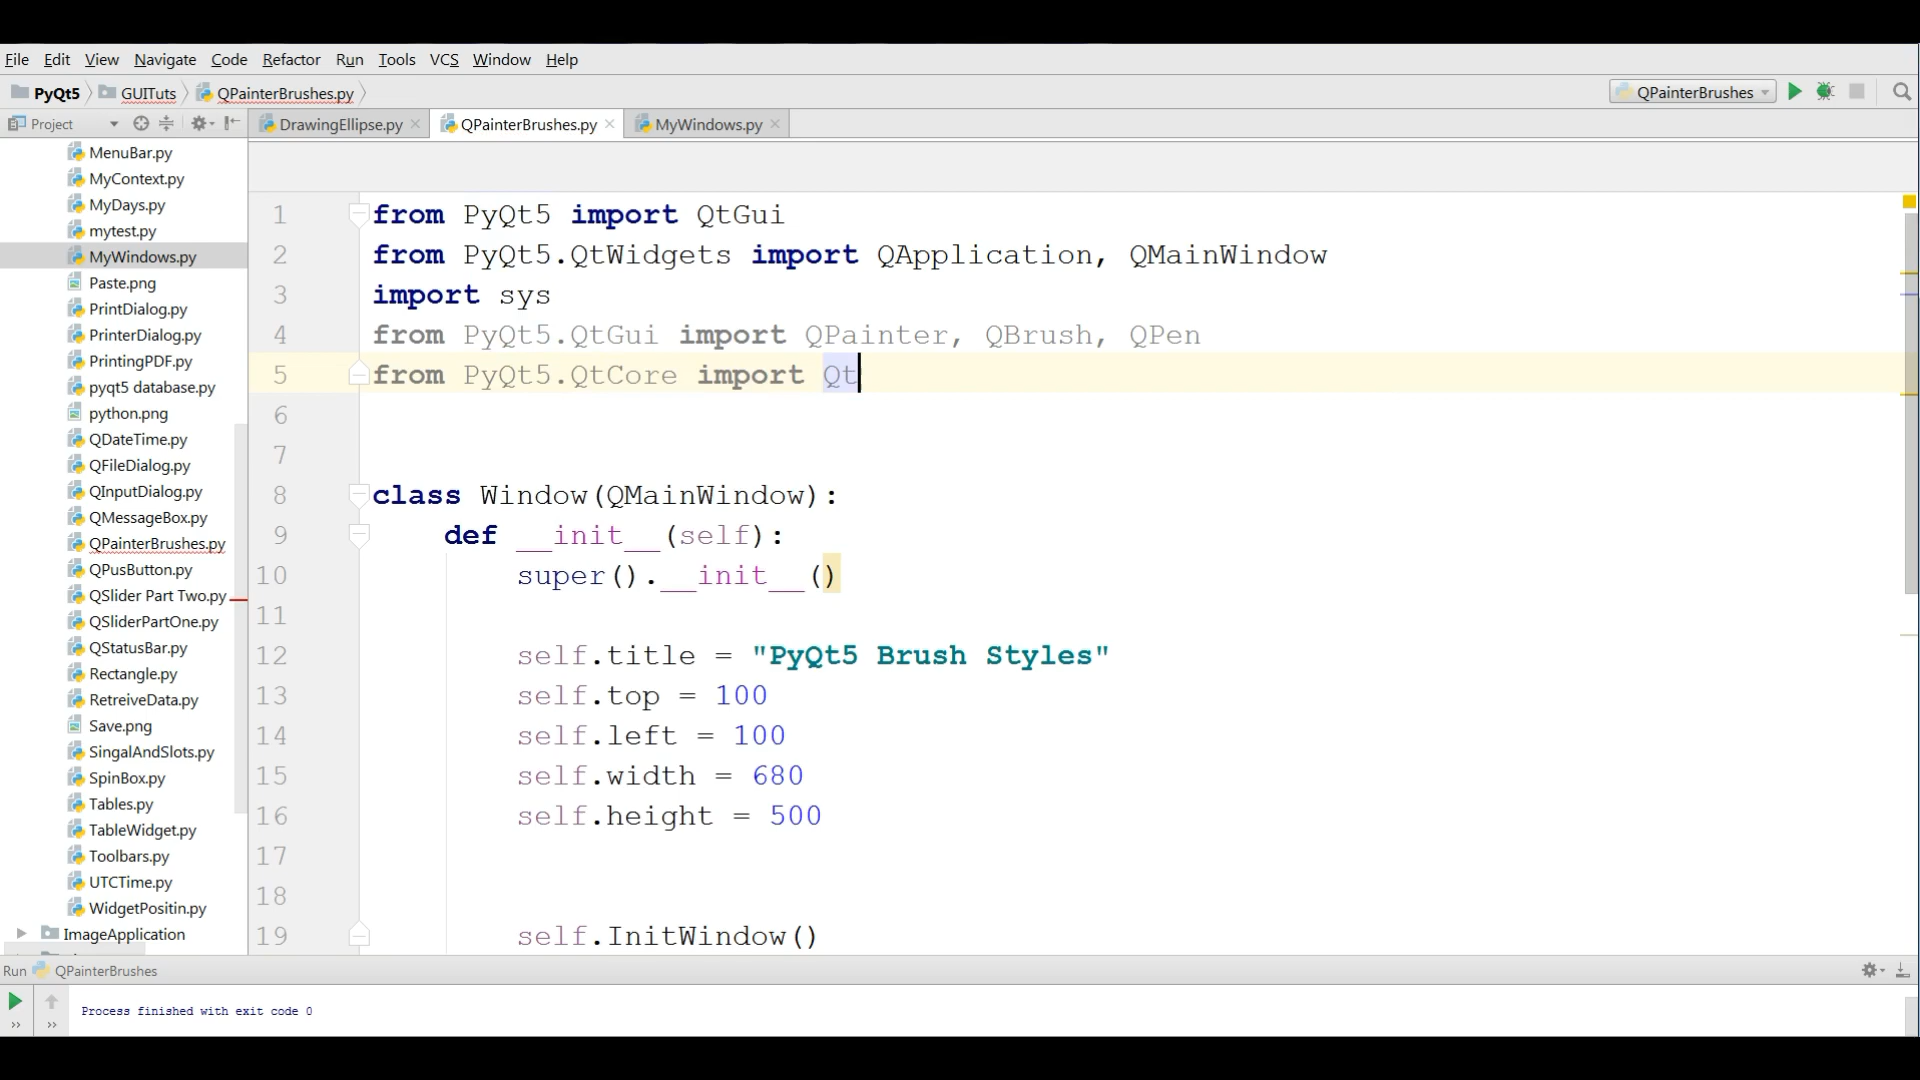 File Edit View Navigate Code Refactor Run Tools VCS Window Help
PyQt5 GUITuts QPainterBrushes.py QPainterBrushes
Project DrawingEllipse.py QPainterBrushes.py MyWindows.py
MenuBar.py
MyContext.py
MyDays.py
mytest.py
MyWindows.py
Paste.png
PrintDialog.py
PrinterDialog.py
PrintingPDF.py
pyqt5 database.py
python.png
QDateTime.py
QFileDialog.py
QInputDialog.py
QMessageBox.py
QPainterBrushes.py
QPusButton.py
QSlider Part Two.py
QSliderPartOne.py
QStatusBar.py
Rectangle.py
RetreiveData.py
Save.png
SingalAndSlots.py
SpinBox.py
Tables.py
TableWidget.py
Toolbars.py
UTCTime.py
WidgetPositin.py
ImageApplication
1 from PyQt5 import QtGui
2 from PyQt5.QtWidgets import QApplication, QMainWindow
3 import sys
4 from PyQt5.QtGui import QPainter, QBrush, QPen
5 from PyQt5.QtCore import Qt
6
7
8 class Window(QMainWindow):
9 def __init__(self):
10 super().__init__()
11
12 self.title = "PyQt5 Brush Styles"
13 self.top = 100
14 self.left = 100
15 self.width = 680
16 self.height = 500
17
18
19 self.InitWindow()
Run QPainterBrushes
Process finished with exit code 0